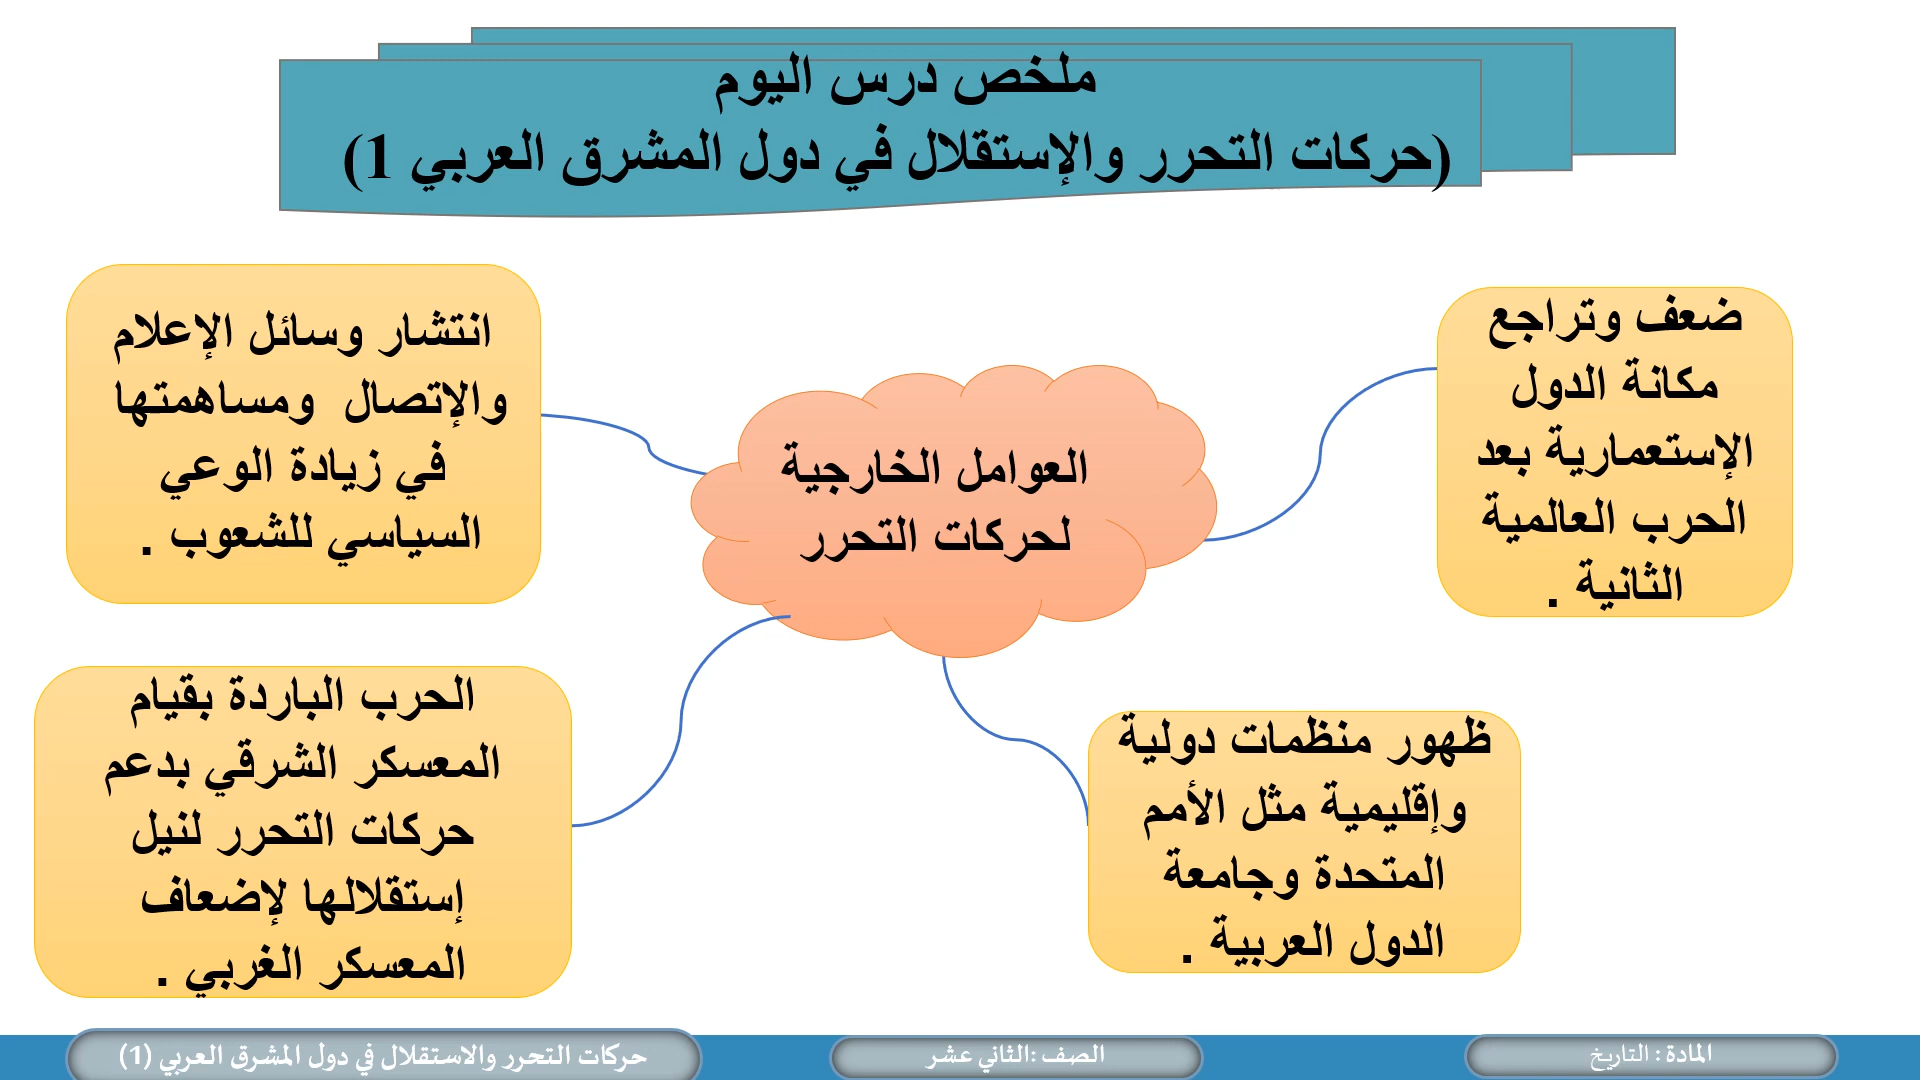 ملخص درس اليوم
(حركات التحرر والإستقلال في دول المشرق العربي 1)
ضعف وتراجع
مكانة الدول
الإستعمارية بعد
الحرب العالمية
الثانية .
انتشار وسائل الإعلام
والإتصال ومساهمتها
في زيادة الوعي
السياسي للشعوب .
العوامل الخارجية
لحركات التحرر
ظهور منظمات دولية
وإقليمية مثل الأمم
المتحدة وجامعة
الدول العربية .
الحرب الباردة بقيام
المعسكر الشرقي بدعم
حركات التحرر لنيل
إستقلالها لإضعاف
المعسكر الغربي .
المادة : التاريخ
الصف :الثاني عشر
حركات التحرر والاستقلال في دول المشرق العربي (1)